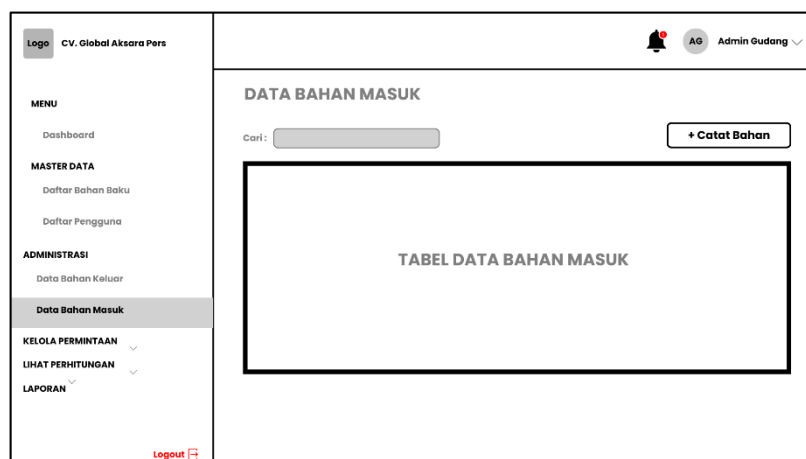 Logo CV. Global Aksara Pers
AG Admin Gudang
MENU
Dashboard
MASTER DATA
Daftar Bahan Baku
Daftar Pengguna
ADMINISTRASI
Data Bahan Keluar
Data Bahan Masuk
KELOLA PERMINTAAN
LIHAT PERHITUNGAN
LAPORAN
Logout
DATA BAHAN MASUK
Cari :
+ Catat Bahan
TABEL DATA BAHAN MASUK